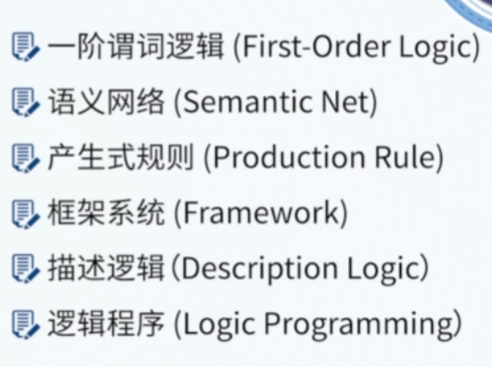 一阶谓词逻辑 (First-Order Logic)
语义网络 (Semantic Net)
产生式规则 (Production Rule)
框架系统 (Framework)
描述逻辑（Description Logic）
逻辑程序 (Logic Programming）